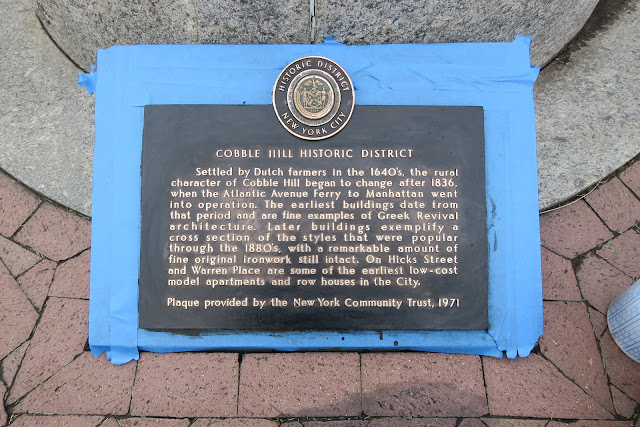 HISTORIC DISTRICT
NEW YORK CITY
COBBLE HILL HISTORIC DISTRICT
Settled by Dutch farmers in the 1640's, the rural
character of Cobble Hill began to change after 1836,
when the Atlantic Avenue Ferry to Manhattan went
into operation. The earliest buildings date from
that period and are fine examples of Greek Revival
architecture. Later buildings exemplify a
cross section of the styles that were popular
through the 1880's, with a remarkable amount of
fine original ironwork still intact. On Hicks Street
and Warren Place are some of the earliest low-cost
model apartments and row houses in the City.
Plaque provided by the New York Community Trust, 1971